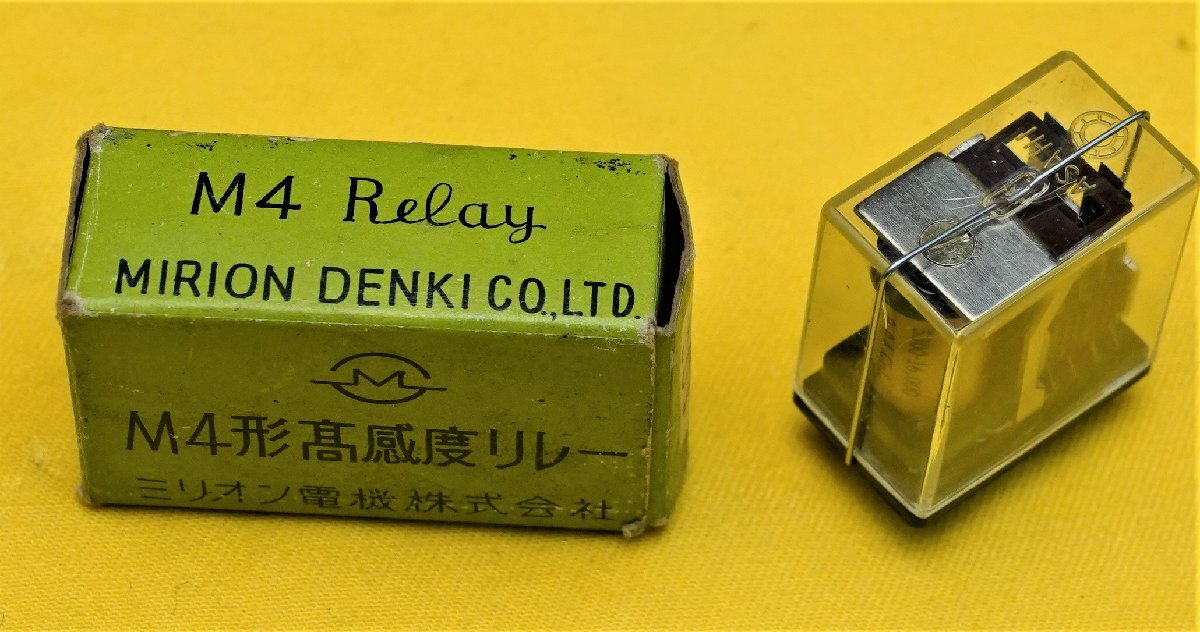 M4 Relay
MIRION DENKI CO.,LTD.
M
M4形髙感度リレー
ミリオン電機株式会社